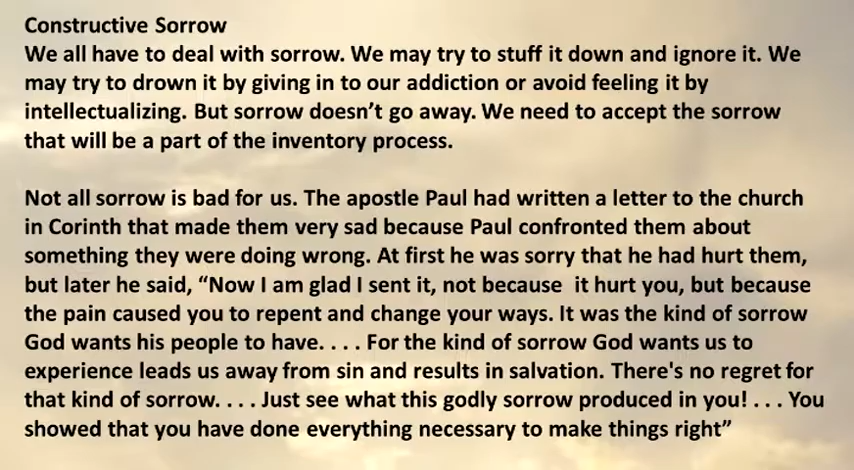 Constructive Sorrow
We all have to deal with sorrow. We may try to stuff it down and ignore it. We
may try to drown it by giving in to our addiction or avoid feeling it by
intellectualizing. But sorrow doesn’t go away. We need to accept the sorrow
that will be a part of the inventory process.
Not all sorrow is bad for us. The apostle Paul had written a letter to the church
in Corinth that made them very sad because Paul confronted them about
something they were doing wrong. At first he was sorry that he had hurt them,
but later he said, “Now I am glad I sent it, not because  it hurt you, but because
the pain caused you to repent and change your ways. It was the kind of sorrow
God wants his people to have. . . . For the kind of sorrow God wants us to
experience leads us away from sin and results in salvation. There's no regret for
that kind of sorrow. . . . Just see what this godly sorrow produced in you! . . . You
showed that you have done everything necessary to make things right”